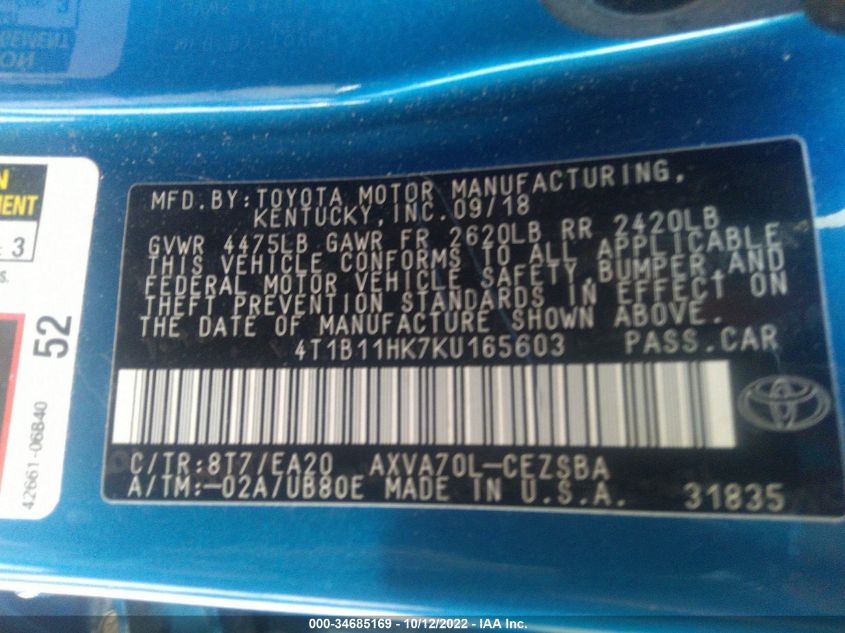 N
MENT
3
s.
52
42661-06B40
MFD.BY:TOYOTA MOTOR MANUFACTURING,
KENTUCKY,INC.09/18
GVWR 4475LB GAWR FR 2620LB RR 2420LB
THIS VEHICLE CONFORMS TO ALL APPLICABLE
FEDERAL MOTOR VEHICLE SAFETY,BUMPER,AND
THEFT PREVENTION STANDARDS IN EFFECT ON
THE DATE OF MANUFACTURE SHOWN ABOVE.
4T1B11HK7KU165603 PASS.CAR
C/TR:8T7/EA20 AXVA70L-CEZSBA
A/TM:-02A/UB80E MADE IN U.S.A. 31835
000-34685169 - 10/12/2022 - IAA Inc.